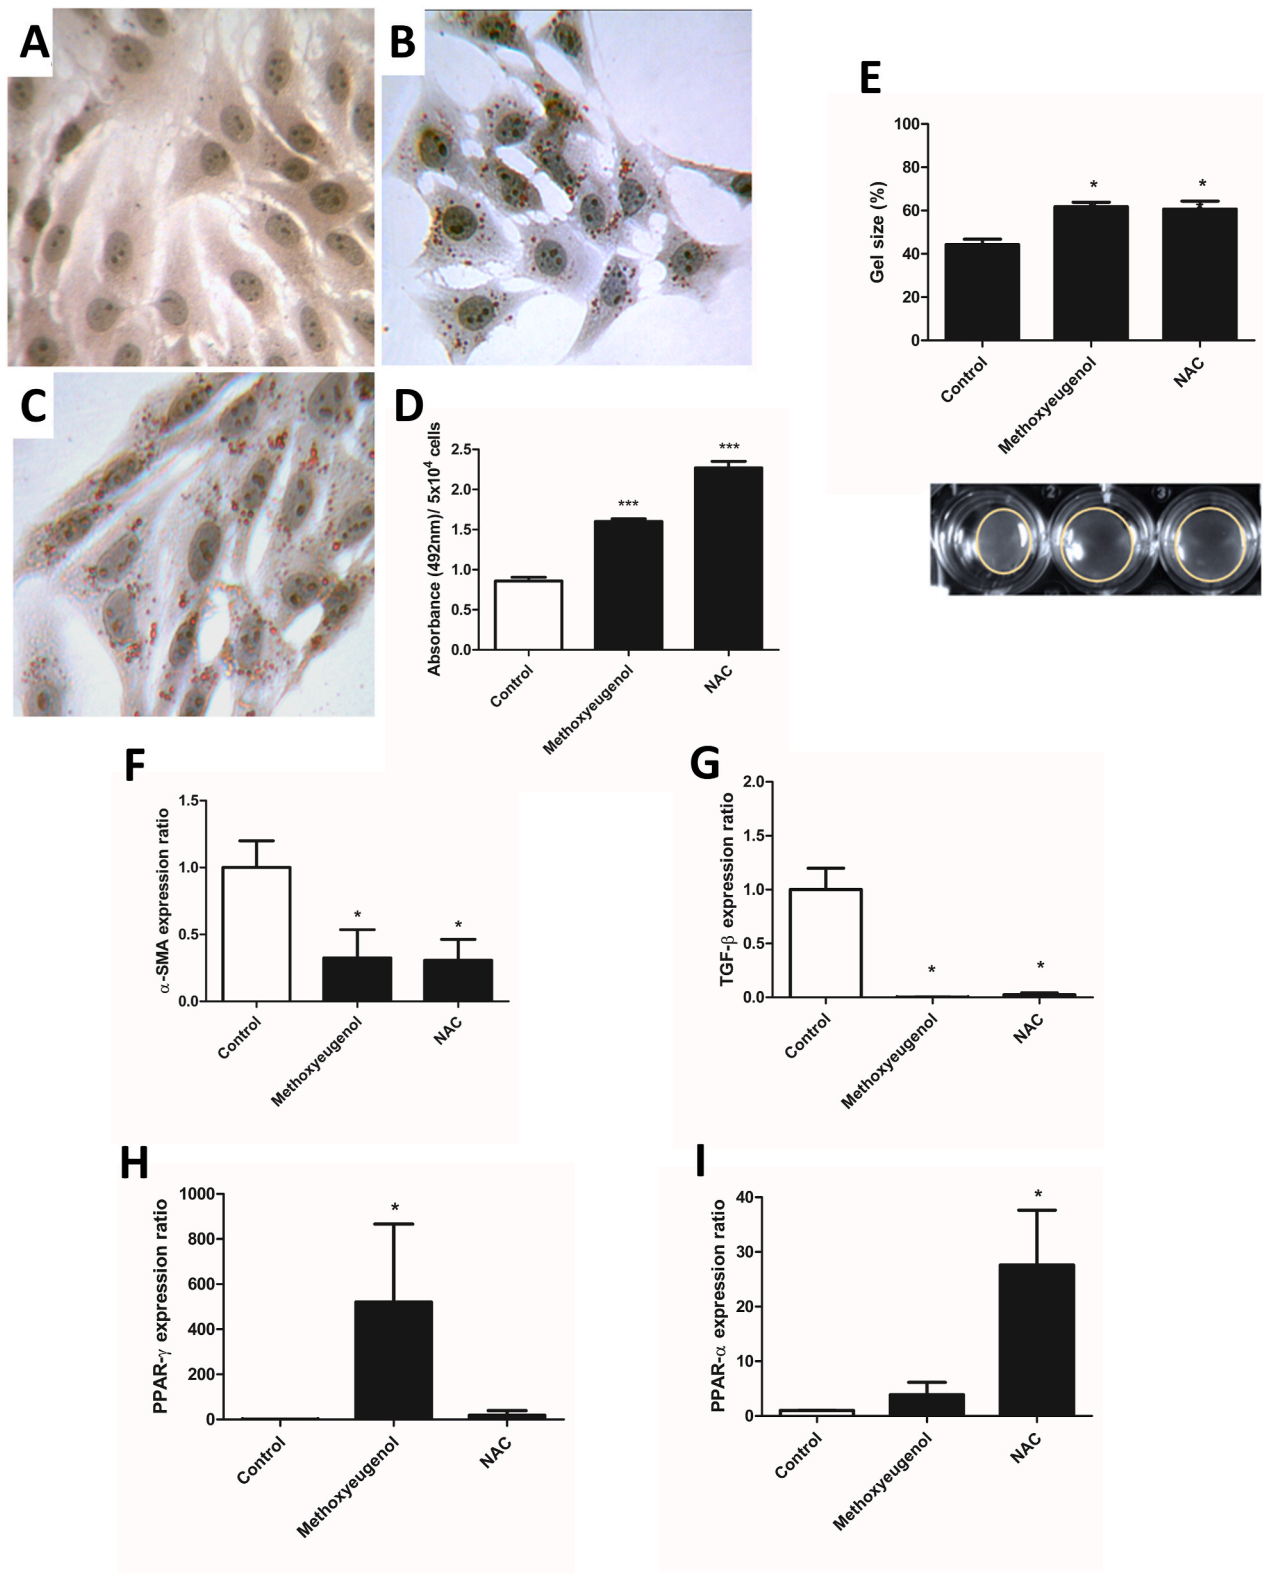 A
B
E
100
80
60
40
20
0
Gel size (%)
*
*
*
Control
Methoxyeugenol
NAC
2
3
C
D
Absorbance (492nm)/ 5x10⁴ cells
2.5
2.0
1.5
1.0
0.5
0.0
***
***
Control
Methoxyeugenol
NAC
F
α-SMA expression ratio
1.5
1.0
0.5
0.0
*
*
Control
Methoxyeugenol
NAC
G
TGF-β expression ratio
2.0
1.5
1.0
0.5
0.0
*
*
Control
Methoxyeugenol
NAC
H
PPAR-γ expression ratio
1000
800
600
400
200
0
*
Control
Methoxyeugenol
NAC
I
PPAR-α expression ratio
40
30
20
10
0
*
Control
Methoxyeugenol
NAC